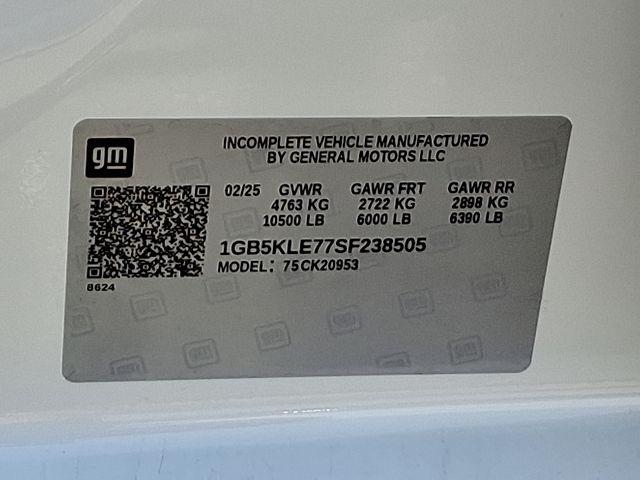 gm
INCOMPLETE VEHICLE MANUFACTURED
BY GENERAL MOTORS LLC
02/25 GVWR GAWR FRT GAWR RR
4763 KG 2722 KG 2898 KG
10500 LB 6000 LB 6390 LB
1GB5KLE77SF238505
MODEL: 75CK20953
8624